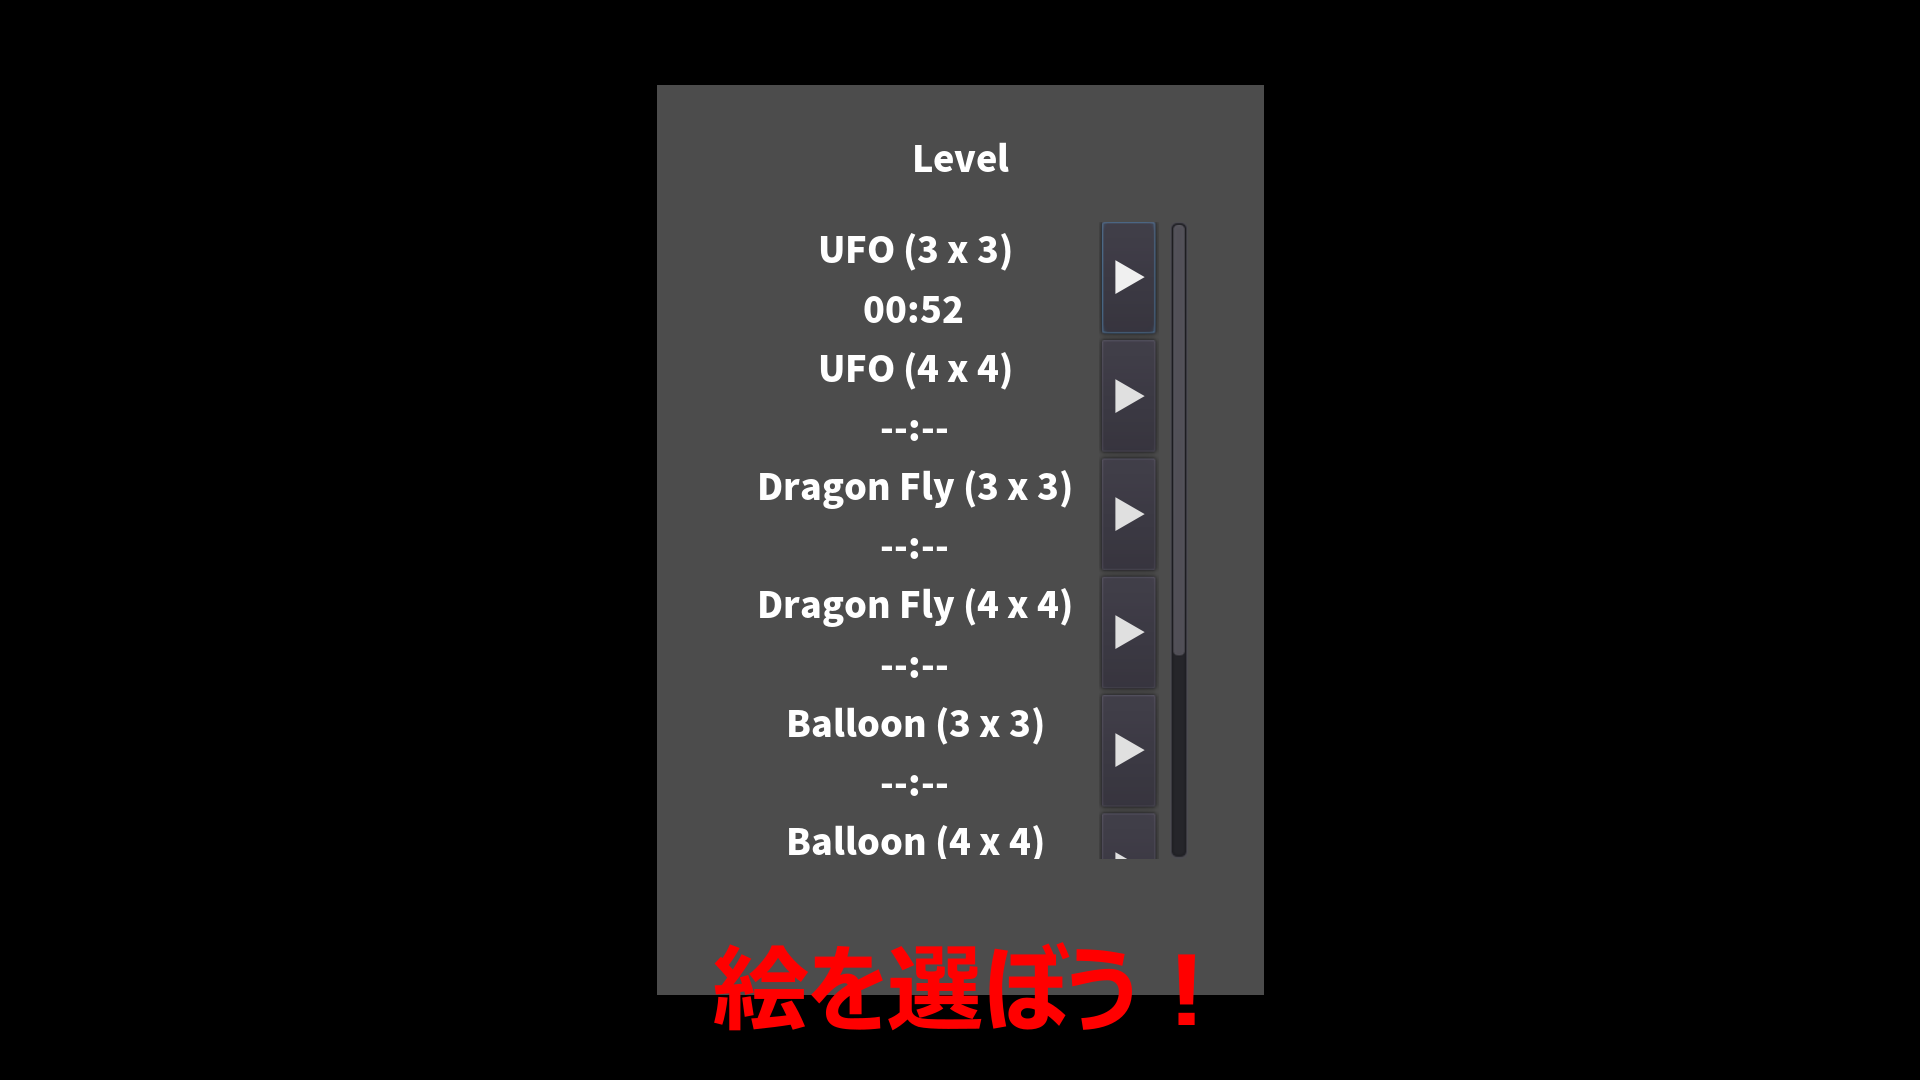 Level
UFO (3 x 3)
00:52
UFO (4 x 4)
--:--
Dragon Fly (3 x 3)
--:--
Dragon Fly (4 x 4)
--:--
Balloon (3 x 3)
--:--
Balloon (4 x 4)
絵を選ぼう！